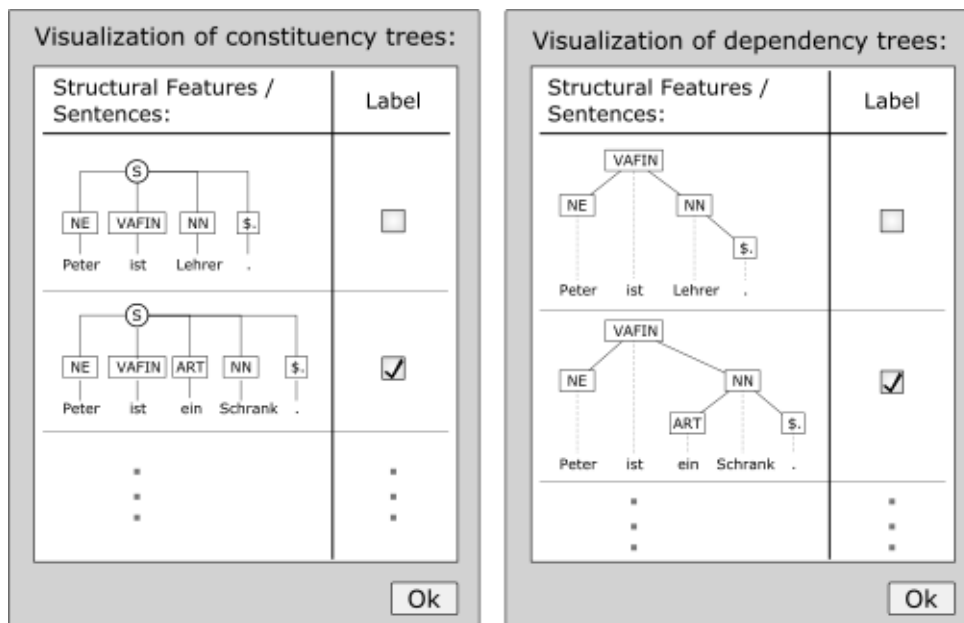 Visualization of constituency trees:
Structural Features /
Sentences:
Label
S
NE VAFIN NN $.
Peter ist Lehrer .
S
NE VAFIN ART NN $.
Peter ist ein Schrank .
Ok
Visualization of dependency trees:
Structural Features /
Sentences:
Label
VAFIN
NE NN
$.
Peter ist Lehrer .
VAFIN
NE NN
ART $.
Peter ist ein Schrank .
Ok